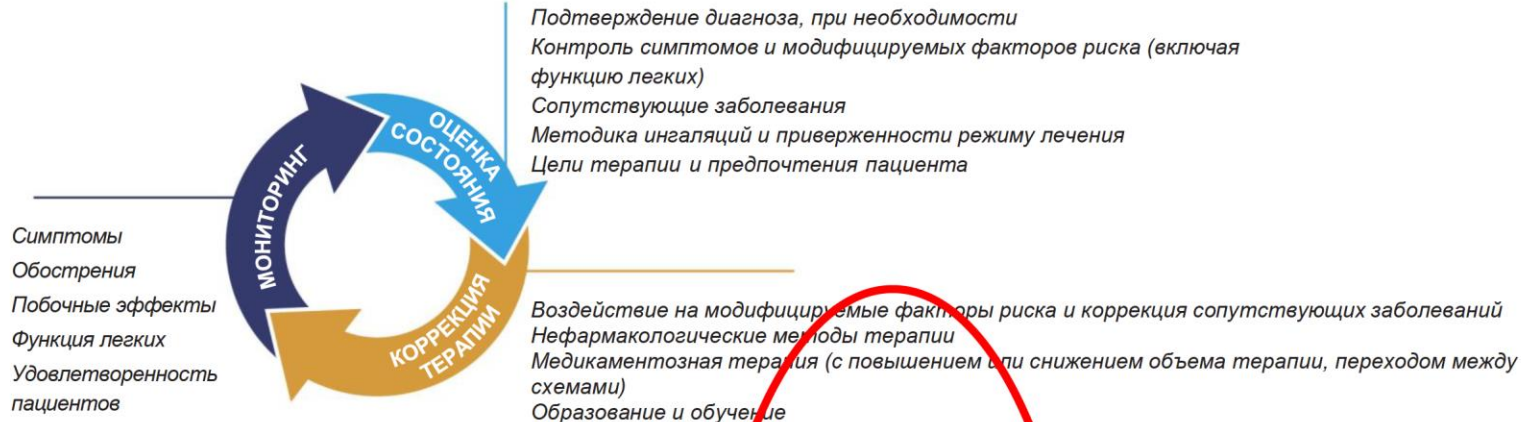 Подтверждение диагноза, при необходимости
Контроль симптомов и модифицируемых факторов риска (включая
функцию легких)
Сопутствующие заболевания
Методика ингаляций и приверженности режиму лечения
Цели терапии и предпочтения пациента
ОЦЕНКА
СОСТОЯНИЯ
МОНИТОРИНГ
Симптомы
Обострения
Побочные эффекты
Функция легких
Удовлетворенность
пациентов
КОРРЕКЦИЯ
ТЕРАПИИ
Воздействие на модифицируемые факторы риска и коррекция сопутствующих заболеваний
Нефармакологические методы терапии
Медикаментозная терапия (с повышением или снижением объема терапии, переходом между
схемами)
Образование и обучение